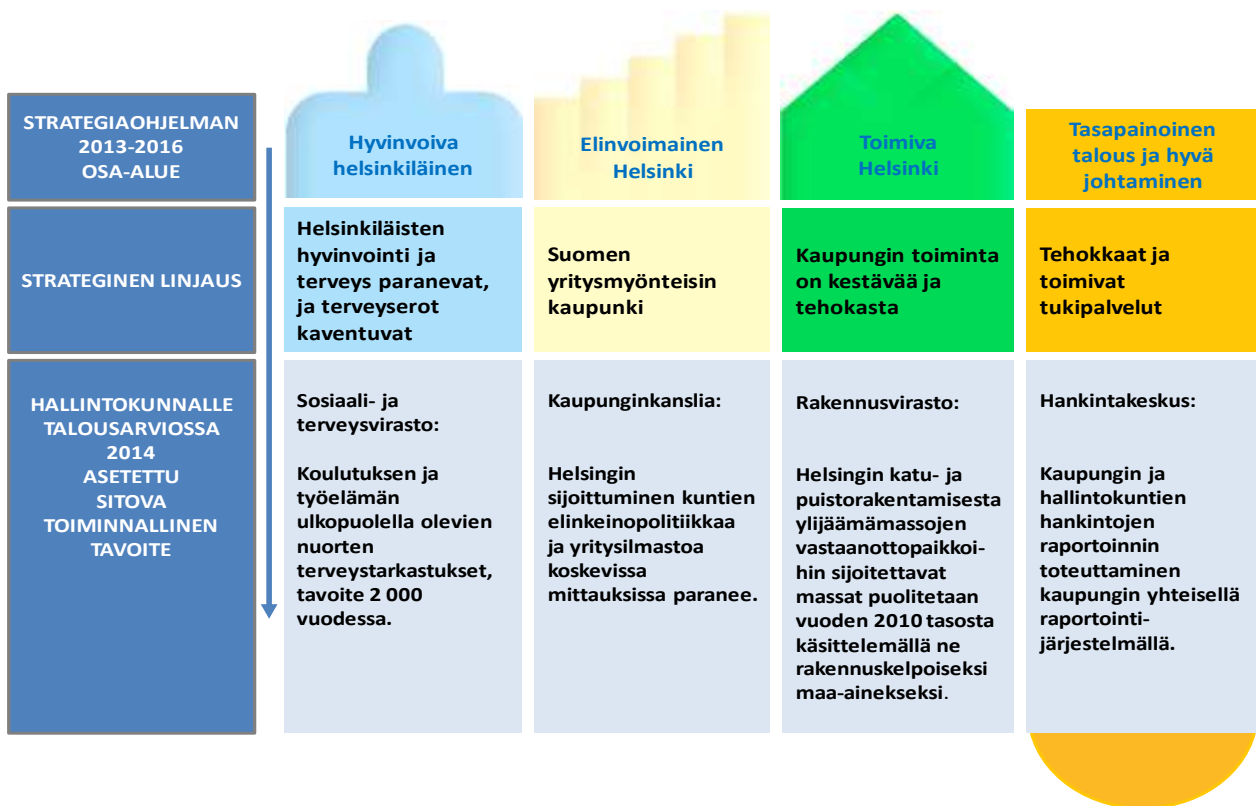 STRATEGIAOHJELMAN
2013-2016
OSA-ALUE
Hyvinvoiva
helsinkiläinen
Elinvoimainen
Helsinki
Toimiva
Helsinki
Tasapainoinen
talous ja hyvä
johtaminen
STRATEGINEN LINJAUS
Helsinkiläisten
hyvinvointi ja
terveys paranevat,
ja terveyserot
kaventuvat
Suomen
yritysmyönteisin
kaupunki
Kaupungin toiminta
on kestävää ja
tehokasta
Tehokkaat ja
toimivat
tukipalvelut
HALLINTOKUNNALLE
TALOUSARVIOSSA
2014
ASETETTU
SITOVA
TOIMINNALLINEN
TAVOITE
Sosiaali- ja
terveysvirasto:
Koulutuksen ja
työelämän
ulkopuolella olevien
nuorten
terveystarkastukset,
tavoite 2 000
vuodessa.
Kaupunginkanslia:
Helsingin
sijoittuminen kuntien
elinkeinopolitiikkaa
ja yritysilmastoa
koskevissa
mittauksissa paranee.
Rakennusvirasto:
Helsingin katu- ja
puistorakentamisesta
ylijäämämassojen
vastaanottopaikkoi-
hin sijoitettavat
massat puolitetaan
vuoden 2010 tasosta
käsittelemällä ne
rakennuskelpoiseksi
maa-ainekseksi.
Hankintakeskus:
Kaupungin ja
hallintokuntien
hankintojen
raportoinnin
toteuttaminen
kaupungin yhteisellä
raportointi-
järjestelmällä.